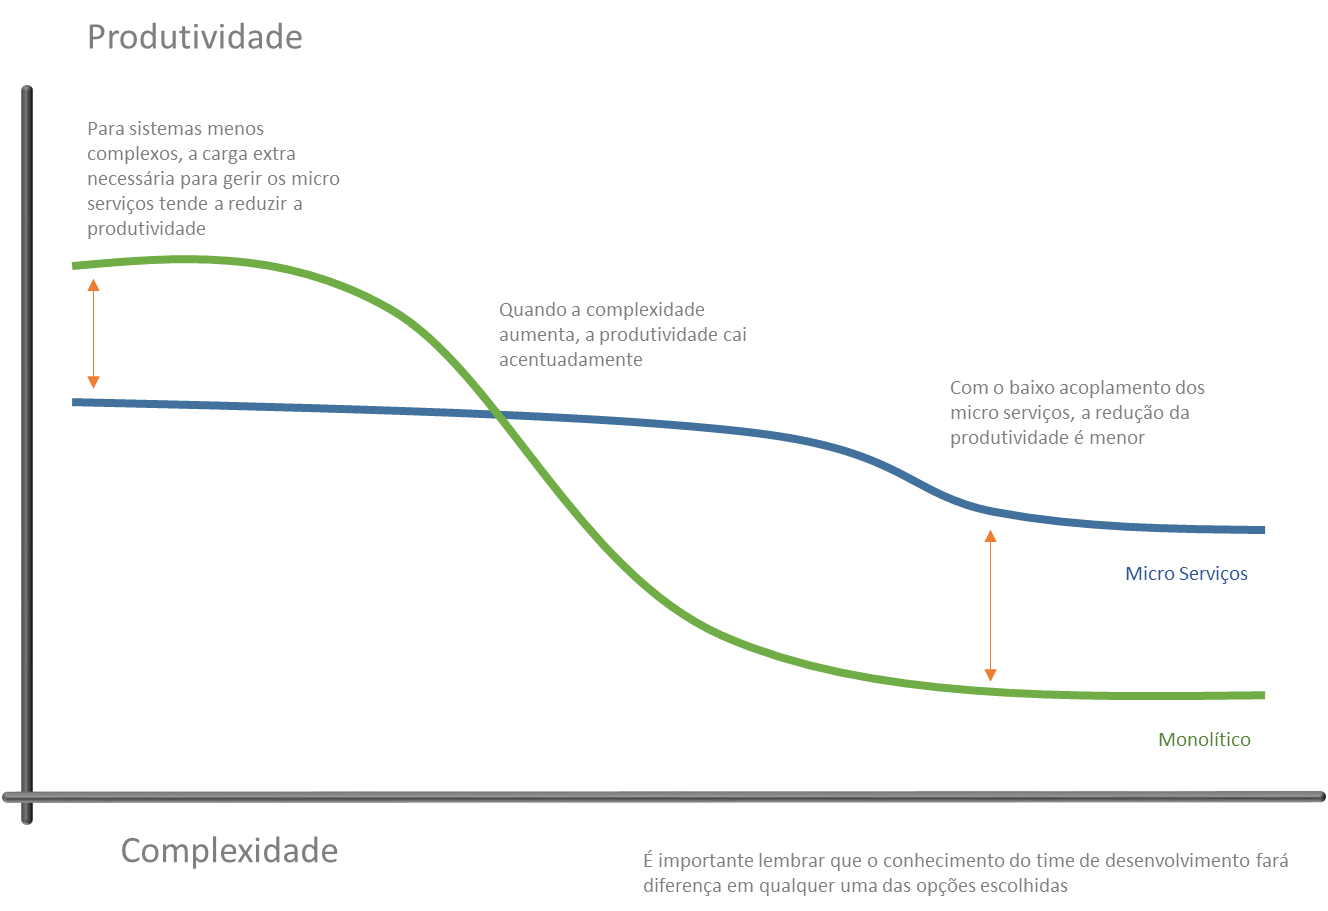 Produtividade
Para sistemas menos
complexos, a carga extra
necessária para gerir os micro
serviços tende a reduzir a
produtividade
Quando a complexidade
aumenta, a produtividade cai
acentuadamente
Com o baixo acoplamento dos
micro serviços, a redução da
produtividade é menor
Micro Serviços
Monolítico
Complexidade
É importante lembrar que o conhecimento do time de desenvolvimento fará
diferença em qualquer uma das opções escolhidas